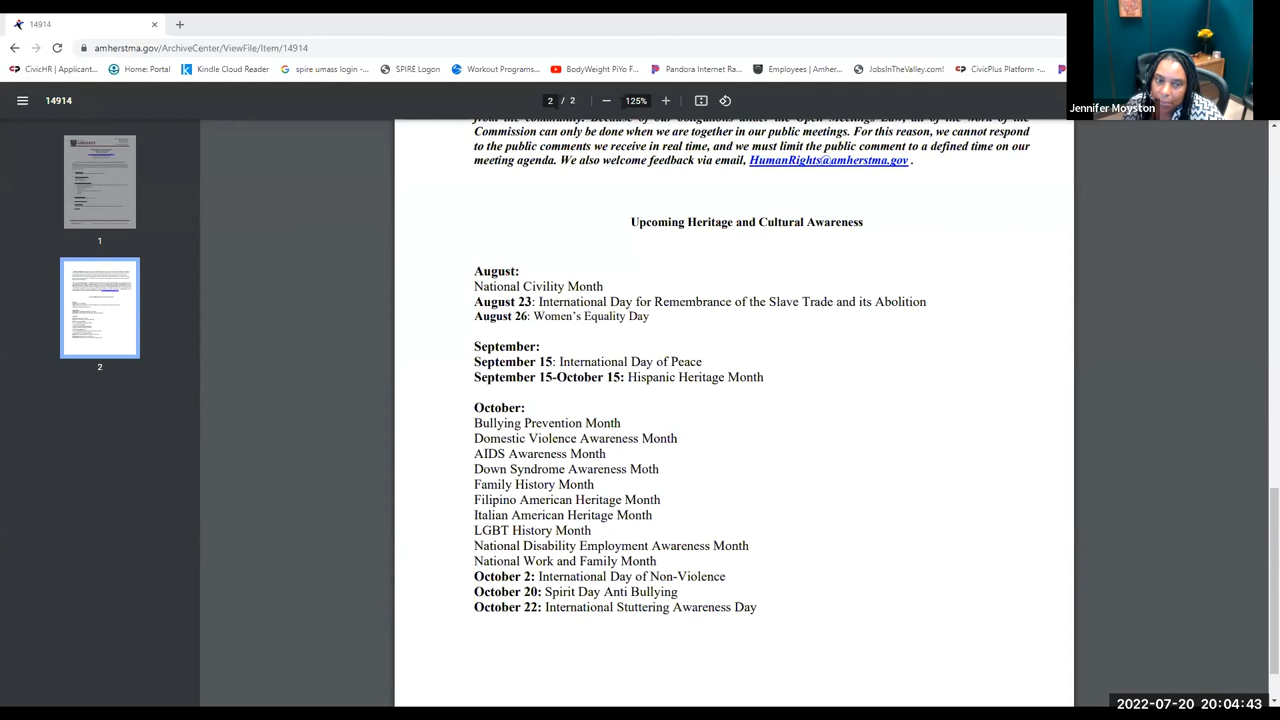 14914
amherstma.gov/ArchiveCenter/ViewFile/Item/14914
CivicHR | Applicant... Home: Portal Kindle Cloud Reader spire umass login -... SPIRE Logon Workout Programs... BodyWeight PiYo F... Pandora Internet Ra... Employees | Amher... JobsInTheValley.com! CivicPlus Platform -...
Jennifer Moyston
14914
2 / 2
125%
1
2
Commission can only be done when we are together in our public meetings. For this reason, we cannot respond
to the public comments we receive in real time, and we must limit the public comment to a defined time on our
meeting agenda. We also welcome feedback via email, HumanRights@amherstma.gov .
Upcoming Heritage and Cultural Awareness
August:
National Civility Month
August 23: International Day for Remembrance of the Slave Trade and its Abolition
August 26: Women's Equality Day
September:
September 15: International Day of Peace
September 15-October 15: Hispanic Heritage Month
October:
Bullying Prevention Month
Domestic Violence Awareness Month
AIDS Awareness Month
Down Syndrome Awareness Moth
Family History Month
Filipino American Heritage Month
Italian American Heritage Month
LGBT History Month
National Disability Employment Awareness Month
National Work and Family Month
October 2: International Day of Non-Violence
October 20: Spirit Day Anti Bullying
October 22: International Stuttering Awareness Day
2022-07-20 20:04:43